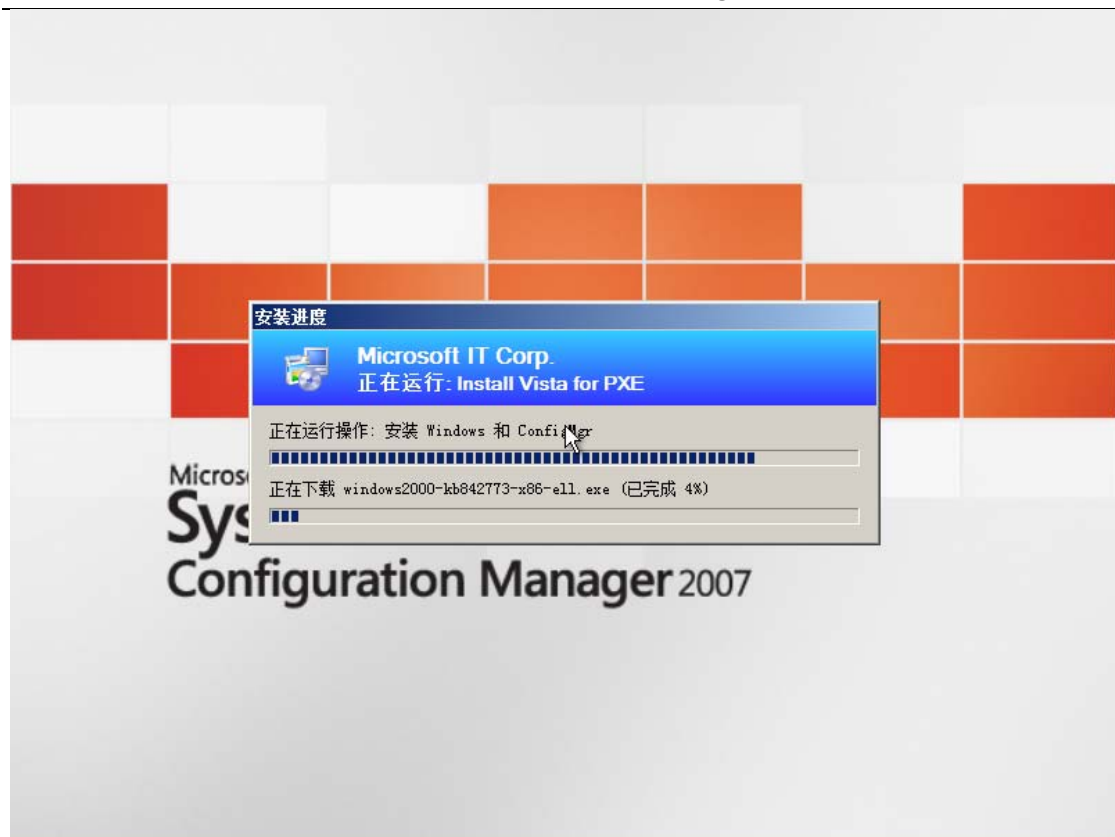 安装进度
Microsoft IT Corp.
正在运行: Install Vista for PXE
正在运行操作: 安装 Windows 和
正在下载 windows2000-kb842773-x86-ell.exe (已完成 4%)
Configuration Manager 2007